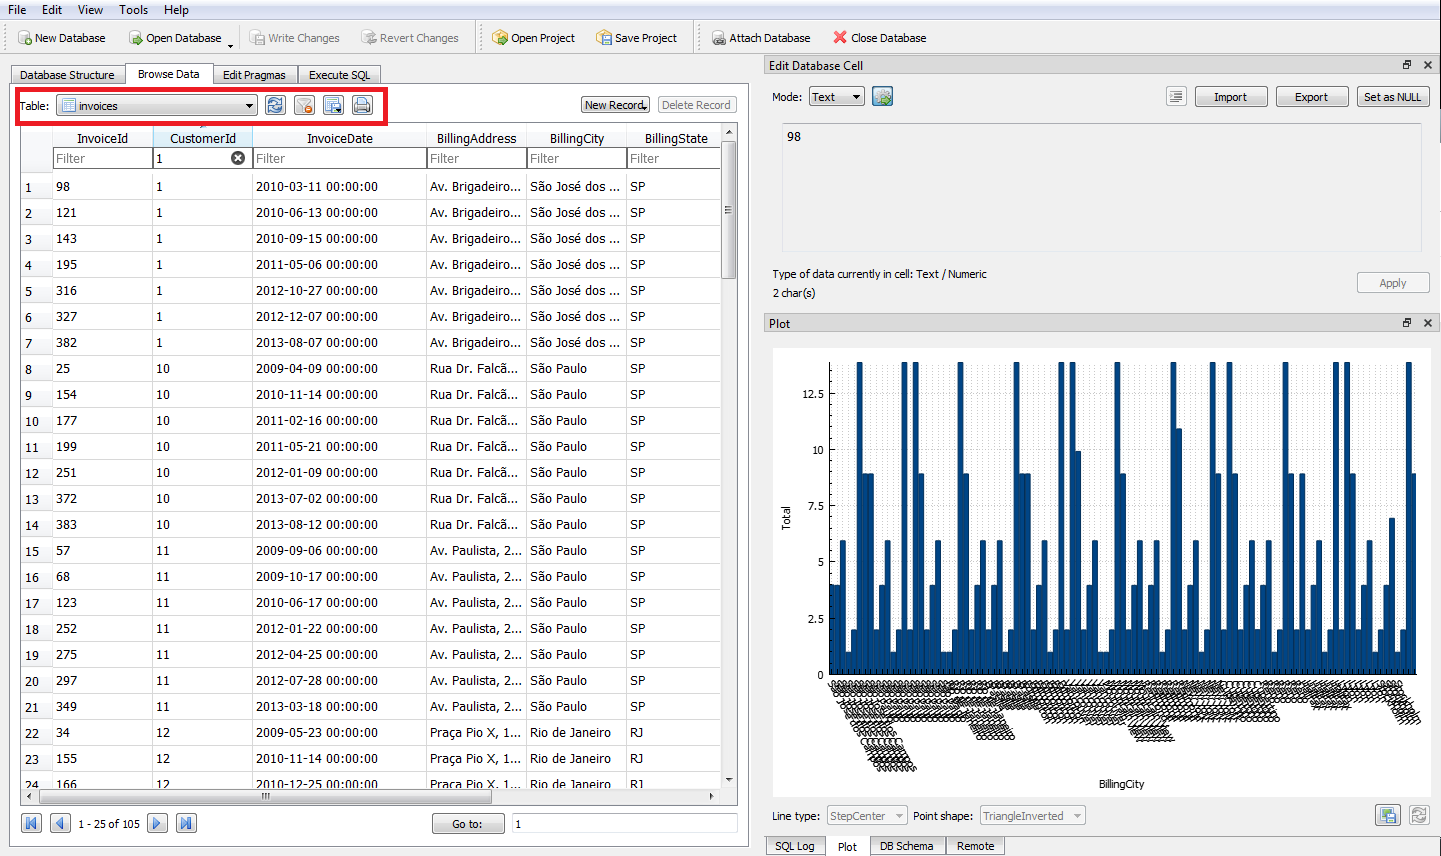 File Edit View Tools Help
New Database Open Database Write Changes Revert Changes Open Project Save Project Attach Database Close Database
Database Structure Browse Data Edit Pragmas Execute SQL
Table: invoices New Record Delete Record
InvoiceId CustomerId InvoiceDate BillingAddress BillingCity BillingState
Filter 1 Filter Filter Filter Filter
1 98 1 2010-03-11 00:00:00 Av. Brigadeiro... São José dos ... SP
2 121 1 2010-06-13 00:00:00 Av. Brigadeiro... São José dos ... SP
3 143 1 2010-09-15 00:00:00 Av. Brigadeiro... São José dos ... SP
4 195 1 2011-05-06 00:00:00 Av. Brigadeiro... São José dos ... SP
5 316 1 2012-10-27 00:00:00 Av. Brigadeiro... São José dos ... SP
6 327 1 2012-12-07 00:00:00 Av. Brigadeiro... São José dos ... SP
7 382 1 2013-08-07 00:00:00 Av. Brigadeiro... São José dos ... SP
8 25 10 2009-04-09 00:00:00 Rua Dr. Falcã... São Paulo SP
9 154 10 2010-11-14 00:00:00 Rua Dr. Falcã... São Paulo SP
10 177 10 2011-02-16 00:00:00 Rua Dr. Falcã... São Paulo SP
11 199 10 2011-05-21 00:00:00 Rua Dr. Falcã... São Paulo SP
12 251 10 2012-01-09 00:00:00 Rua Dr. Falcã... São Paulo SP
13 372 10 2013-07-02 00:00:00 Rua Dr. Falcã... São Paulo SP
14 383 10 2013-08-12 00:00:00 Rua Dr. Falcã... São Paulo SP
15 57 11 2009-09-06 00:00:00 Av. Paulista, 2... São Paulo SP
16 68 11 2009-10-17 00:00:00 Av. Paulista, 2... São Paulo SP
17 123 11 2010-06-17 00:00:00 Av. Paulista, 2... São Paulo SP
18 252 11 2012-01-22 00:00:00 Av. Paulista, 2... São Paulo SP
19 275 11 2012-04-25 00:00:00 Av. Paulista, 2... São Paulo SP
20 297 11 2012-07-28 00:00:00 Av. Paulista, 2... São Paulo SP
21 349 11 2013-03-18 00:00:00 Av. Paulista, 2... São Paulo SP
22 34 12 2009-05-23 00:00:00 Praça Pio X, 1... Rio de Janeiro RJ
23 155 12 2010-11-14 00:00:00 Praça Pio X, 1... Rio de Janeiro RJ
24 166 12 2010-12-25 00:00:00 Praça Pio X, 1... Rio de Janeiro RJ
1 - 25 of 105 Go to: 1
Edit Database Cell
Mode: Text Import Export Set as NULL
98
Type of data currently in cell: Text / Numeric
2 char(s)
Apply
Plot
12.5
10
7.5
5
2.5
0
Total
BillingCity
Line type: StepCenter Point shape: TriangleInverted
SQL Log Plot DB Schema Remote